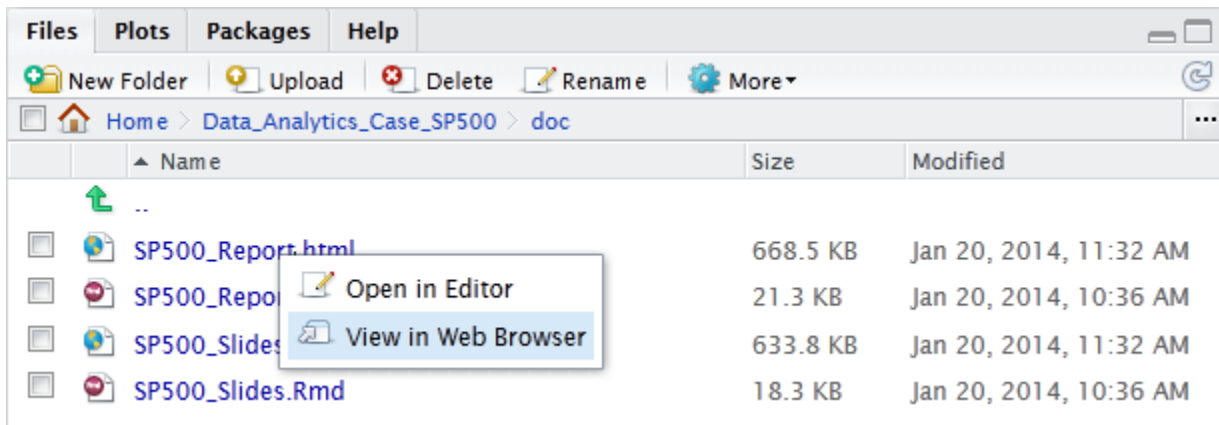 Files Plots Packages Help
New Folder Upload Delete Rename More
Home Data_Analytics_Case_SP500 doc ...
Name Size Modified
..
SP500_Report.html 668.5 KB Jan 20, 2014, 11:32 AM
Open in Editor
SP500_Repo 21.3 KB Jan 20, 2014, 10:36 AM
View in Web Browser
SP500_Slides 633.8 KB Jan 20, 2014, 11:32 AM
SP500_Slides.Rmd 18.3 KB Jan 20, 2014, 10:36 AM